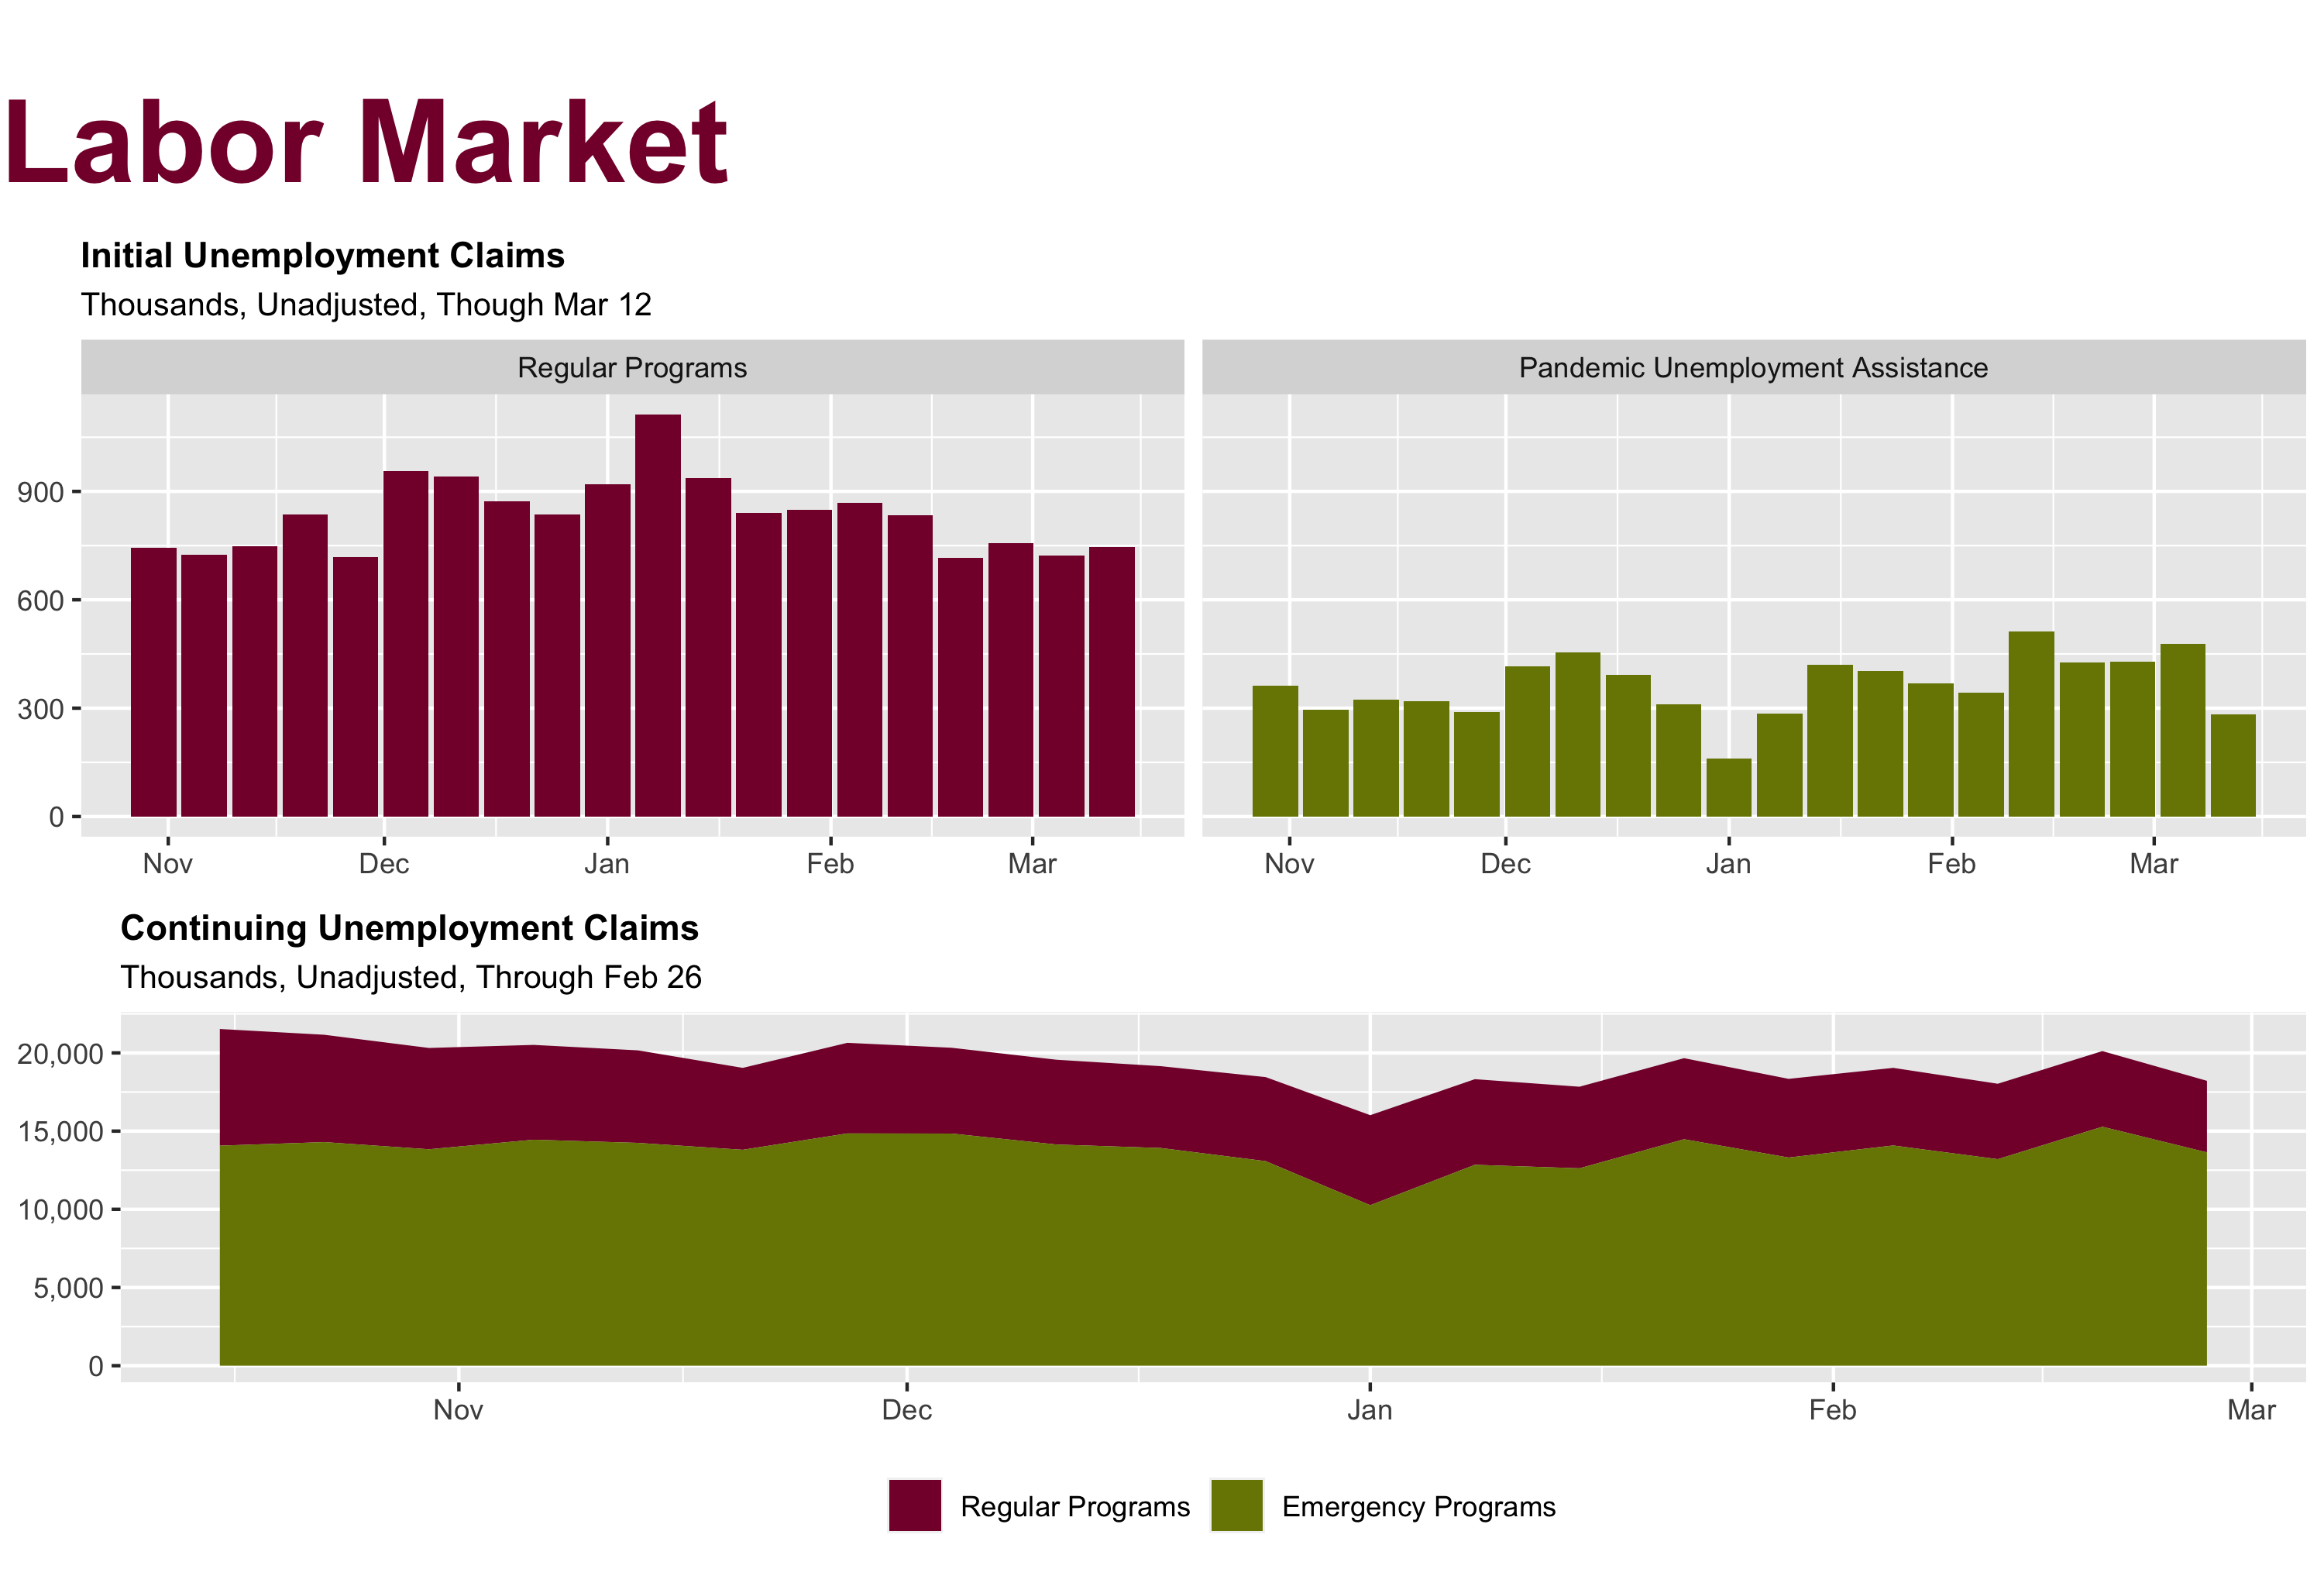 Labor Market
Initial Unemployment Claims
Thousands, Unadjusted, Though Mar 12
Regular Programs
Pandemic Unemployment Assistance
900
600
300
0
Nov Dec Jan Feb Mar
Nov Dec Jan Feb Mar
Continuing Unemployment Claims
Thousands, Unadjusted, Through Feb 26
20,000
15,000
10,000
5,000
0
Nov Dec Jan Feb Mar
Regular Programs Emergency Programs